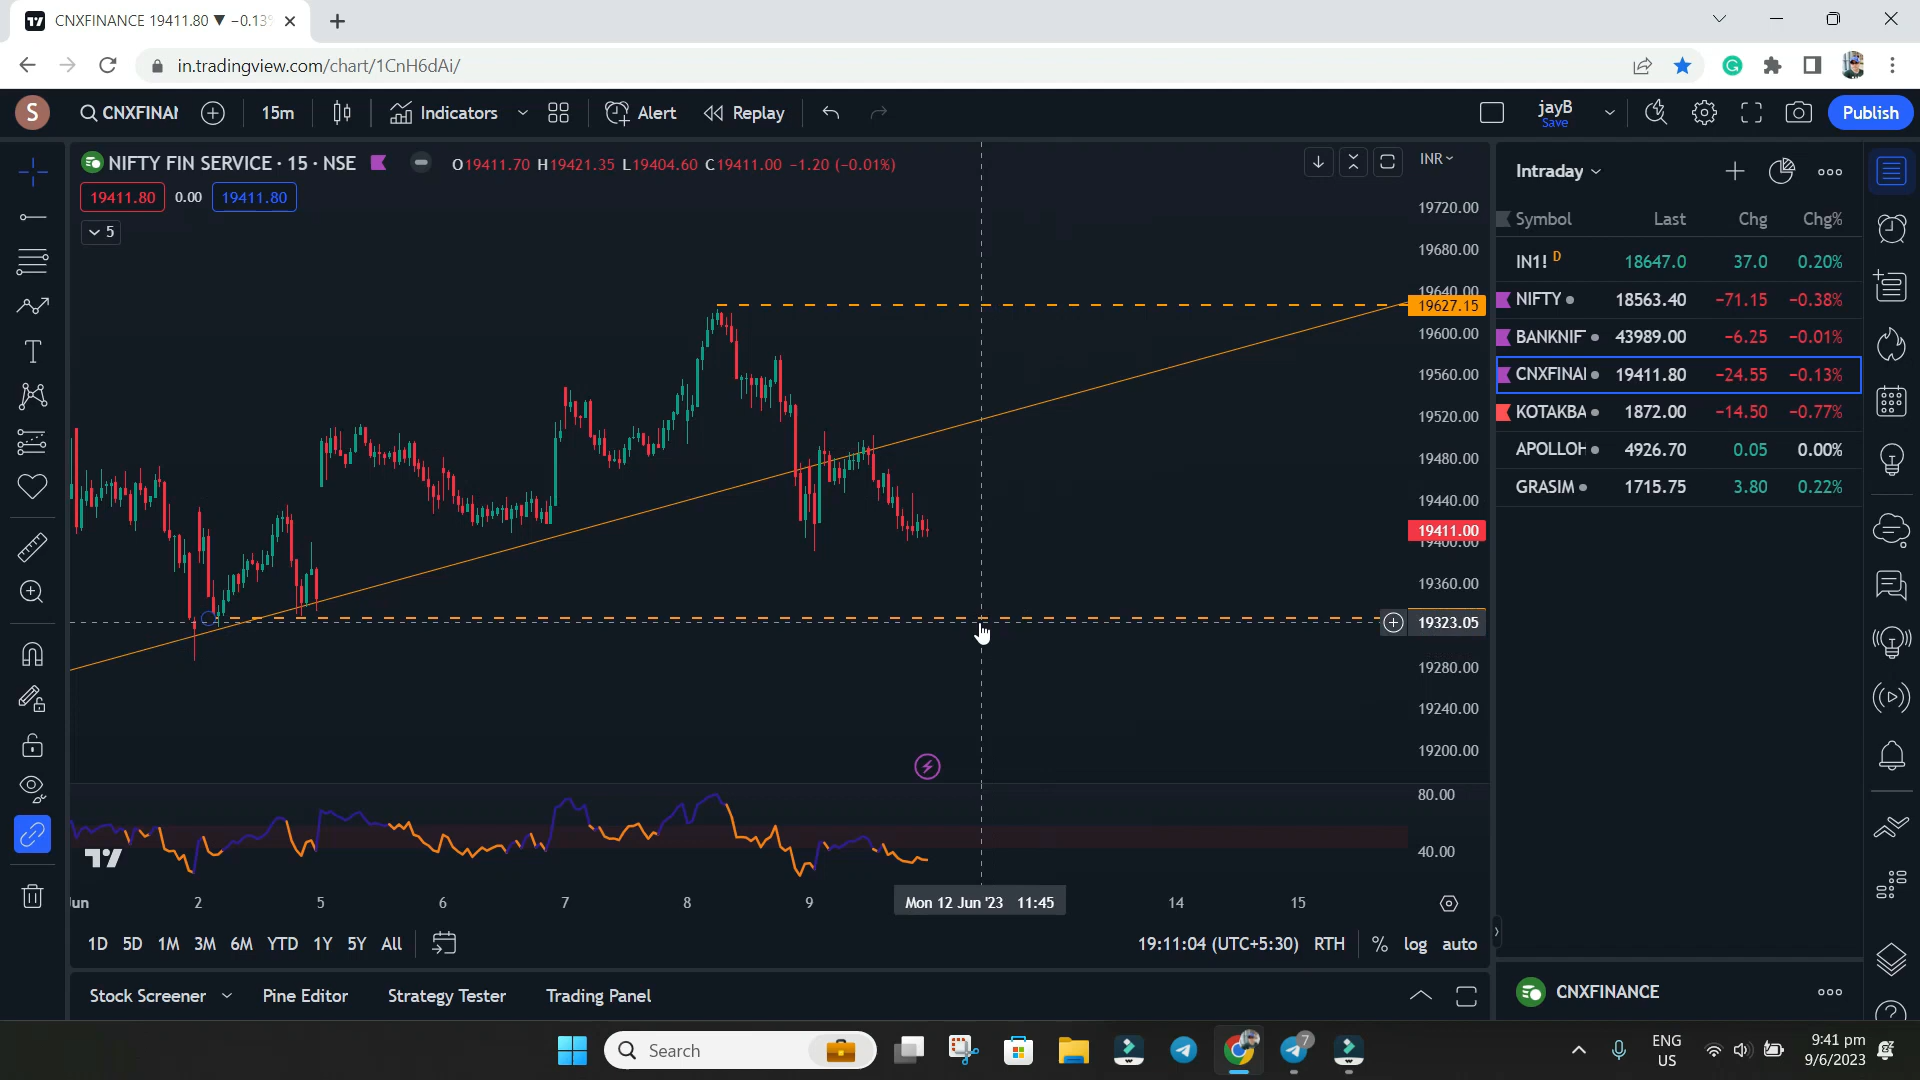 CNXFINANCE 19411.80 ▼ −0.13%
in.tradingview.com/chart/1CnH6dAi/
S CNXFINAI 15m Indicators Alert Replay jayB Publish
Save
NIFTY FIN SERVICE · 15 · NSE O19411.70 H19421.35 L19404.60 C19411.00 −1.20 (−0.01%) INR
19411.80 0.00 19411.80
5
19720.00
19680.00
19640.00
19627.15
19600.00
19560.00
19520.00
19480.00
19440.00
19411.00
19400.00
19360.00
19323.05
19280.00
19240.00
19200.00
80.00
40.00
Jun 2 5 6 7 8 9 Mon 12 Jun '23 11:45 14 15
1D 5D 1M 3M 6M YTD 1Y 5Y All 19:11:04 (UTC+5:30) RTH % log auto
Stock Screener Pine Editor Strategy Tester Trading Panel
Intraday
Symbol Last Chg Chg%
IN1! D 18647.0 37.0 0.20%
NIFTY 18563.40 −71.15 −0.38%
BANKNIF 43989.00 −6.25 −0.01%
CNXFINAI 19411.80 −24.55 −0.13%
KOTAKBA 1872.00 −14.50 −0.77%
APOLLOH 4926.70 0.05 0.00%
GRASIM 1715.75 3.80 0.22%
CNXFINANCE
Search
7
ENG
US
9:41 pm
9/6/2023